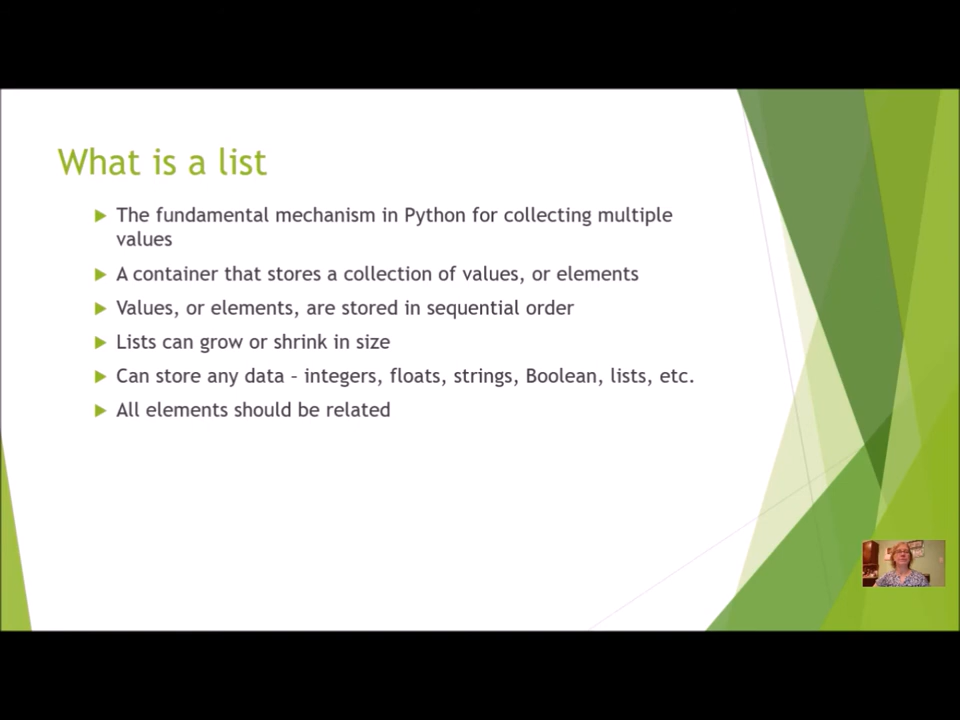 What is a list
The fundamental mechanism in Python for collecting multiple
values
A container that stores a collection of values, or elements
Values, or elements, are stored in sequential order
Lists can grow or shrink in size
Can store any data – integers, floats, strings, Boolean, lists, etc.
All elements should be related